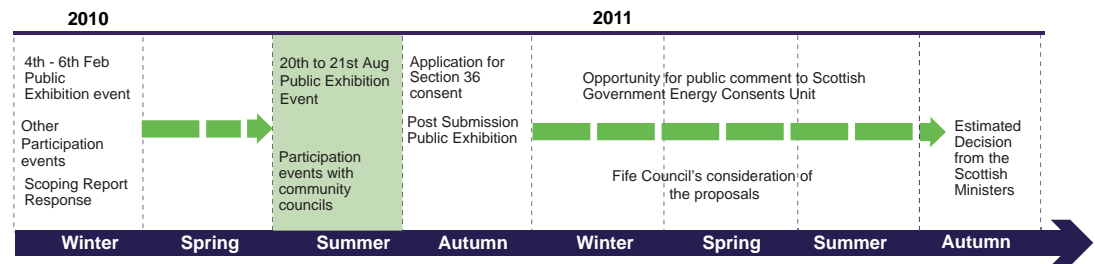 2010
2011
4th - 6th Feb
Public
Exhibition event
Other
Participation
events
Scoping Report
Response
20th to 21st Aug
Public Exhibition
Event
Participation
events with
community
councils
Application for
Section 36
consent
Post Submission
Public Exhibition
Opportunity for public comment to Scottish
Government Energy Consents Unit
Fife Council's consideration of
the proposals
Estimated
Decision
from the
Scottish
Ministers
Winter
Spring
Summer
Autumn
Winter
Spring
Summer
Autumn